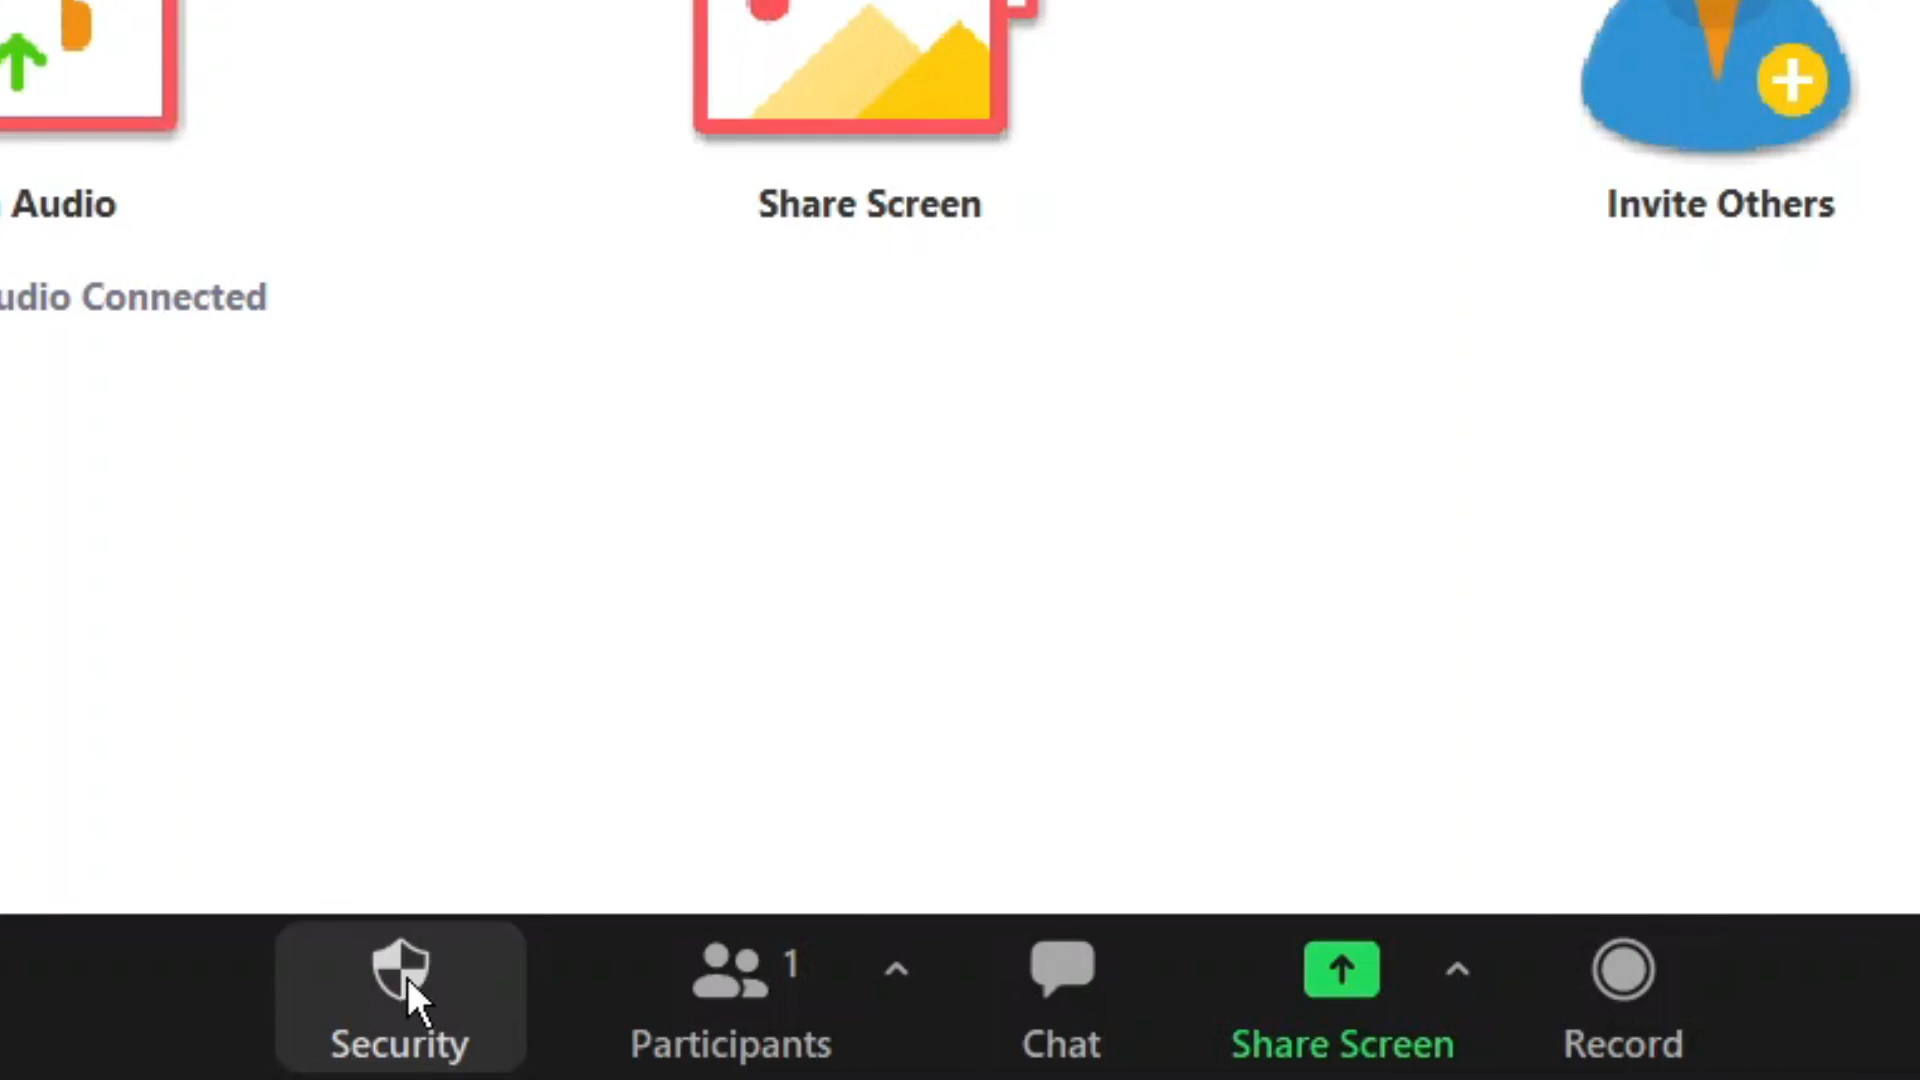 Audio
Share Screen
Invite Others
udio Connected
1
Security
Participants
Chat
Share Screen
Record